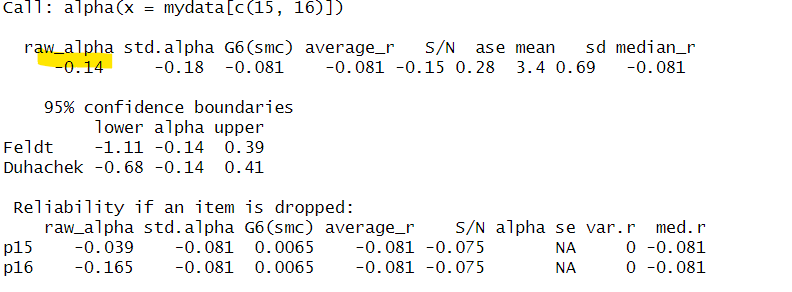 Call: alpha(x = mydata[c(15, 16)])
raw_alpha std.alpha G6(smc) average_r S/N ase mean sd median_r
-0.14 -0.18 -0.081 -0.081 -0.15 0.28 3.4 0.69 -0.081
95% confidence boundaries
lower alpha upper
Feldt -1.11 -0.14 0.39
Duhachek -0.68 -0.14 0.41
Reliability if an item is dropped:
raw_alpha std.alpha G6(smc) average_r S/N alpha se var.r med.r
p15 -0.039 -0.081 0.0065 -0.081 -0.075 NA 0 -0.081
p16 -0.165 -0.081 0.0065 -0.081 -0.075 NA 0 -0.081